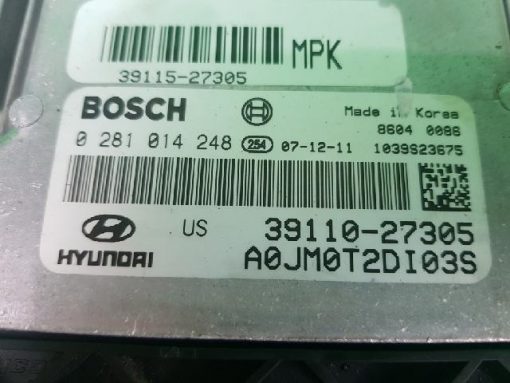 MPK
39115-27305
BOSCH
Made in Korea
8604 0086
0 281 014 248 254 07-12-11 1039S23675
US 39110-27305
HYUNDAI A0JM0T2DI03S